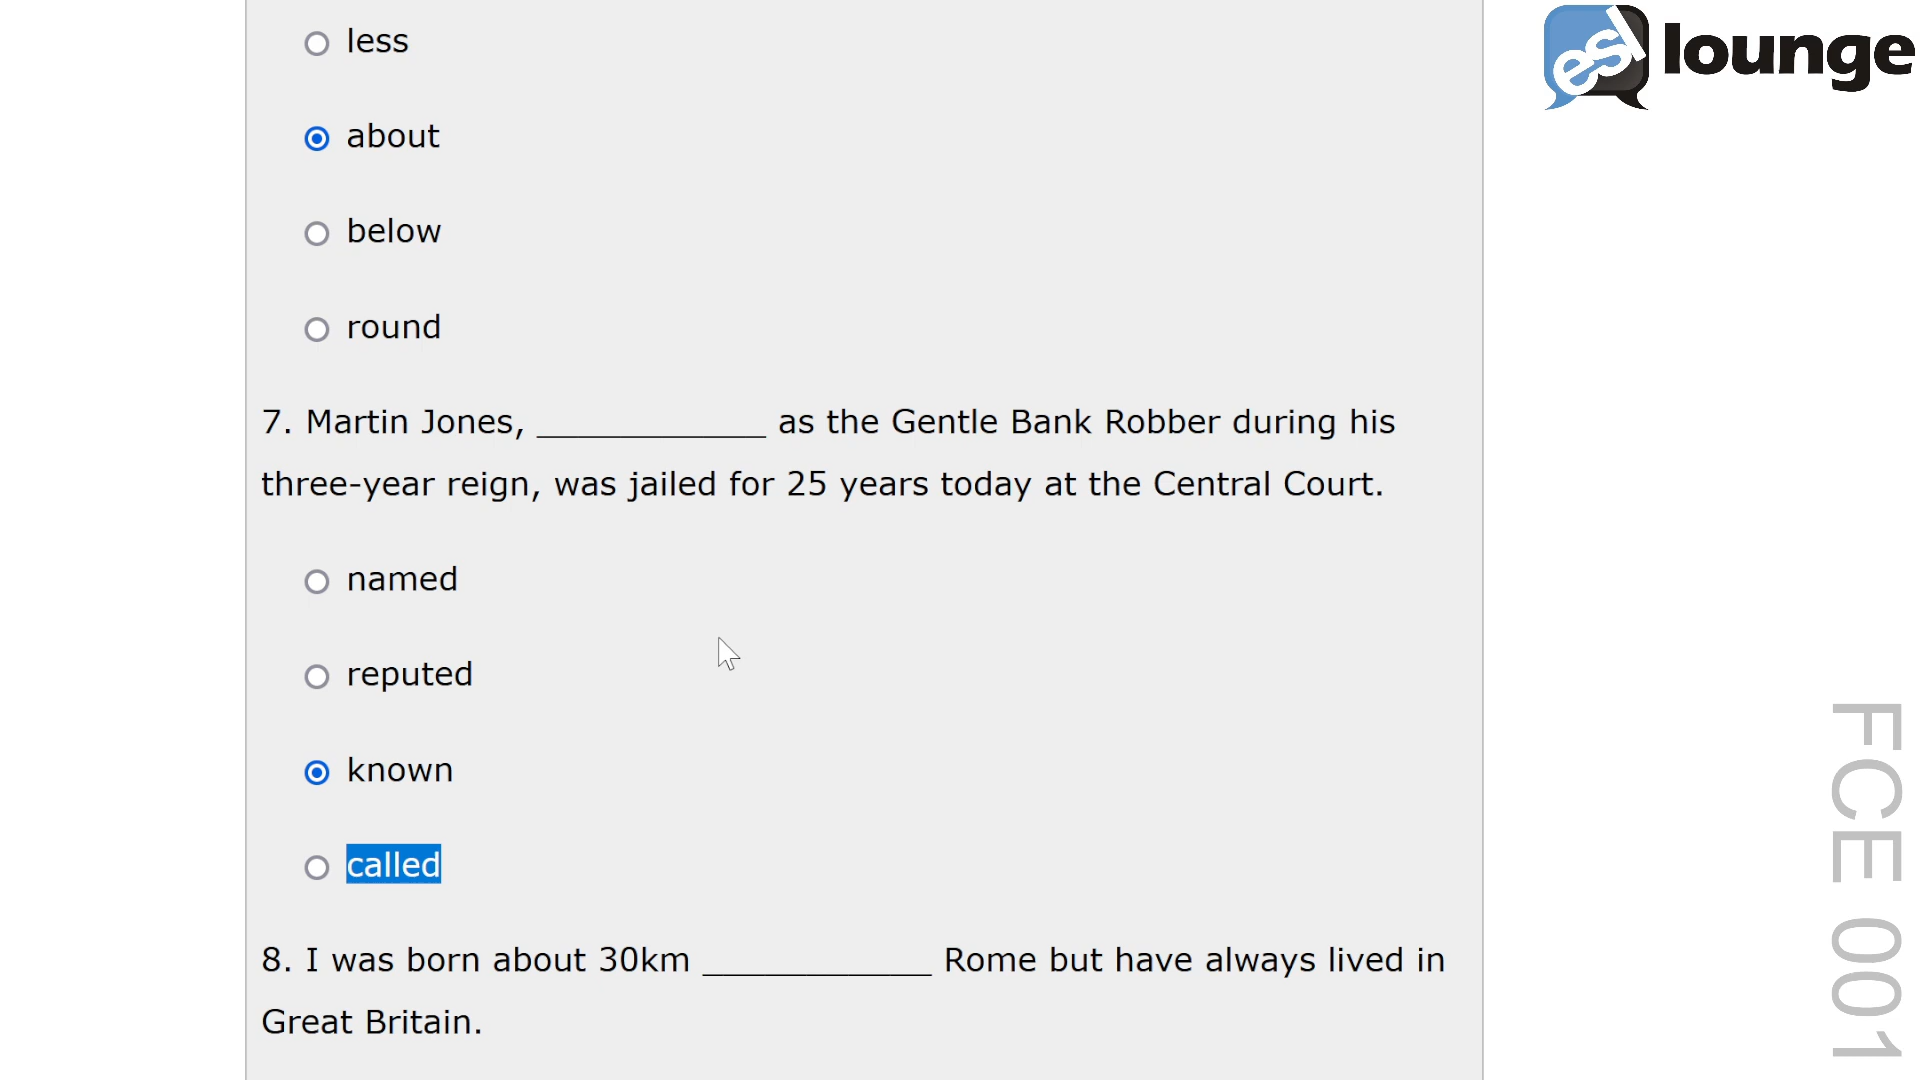 less
esl lounge
about
below
round
7. Martin Jones, _____________ as the Gentle Bank Robber during his
three-year reign, was jailed for 25 years today at the Central Court.
named
reputed
known
called
8. I was born about 30km _____________ Rome but have always lived in
Great Britain.
FCE 001